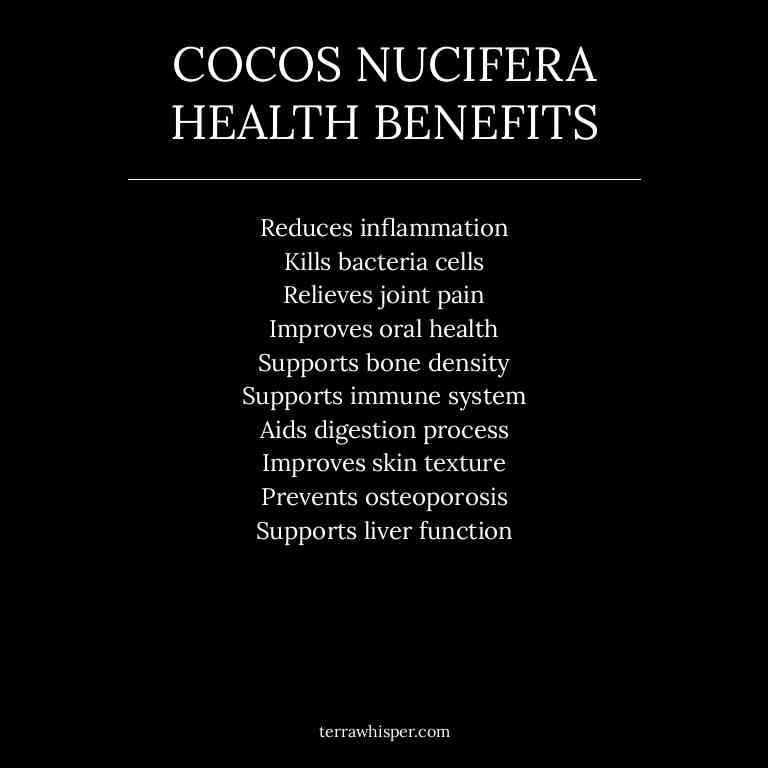 COCOS NUCIFERA
HEALTH BENEFITS
Reduces inflammation
Kills bacteria cells
Relieves joint pain
Improves oral health
Supports bone density
Supports immune system
Aids digestion process
Improves skin texture
Prevents osteoporosis
Supports liver function
terrawhisper.com